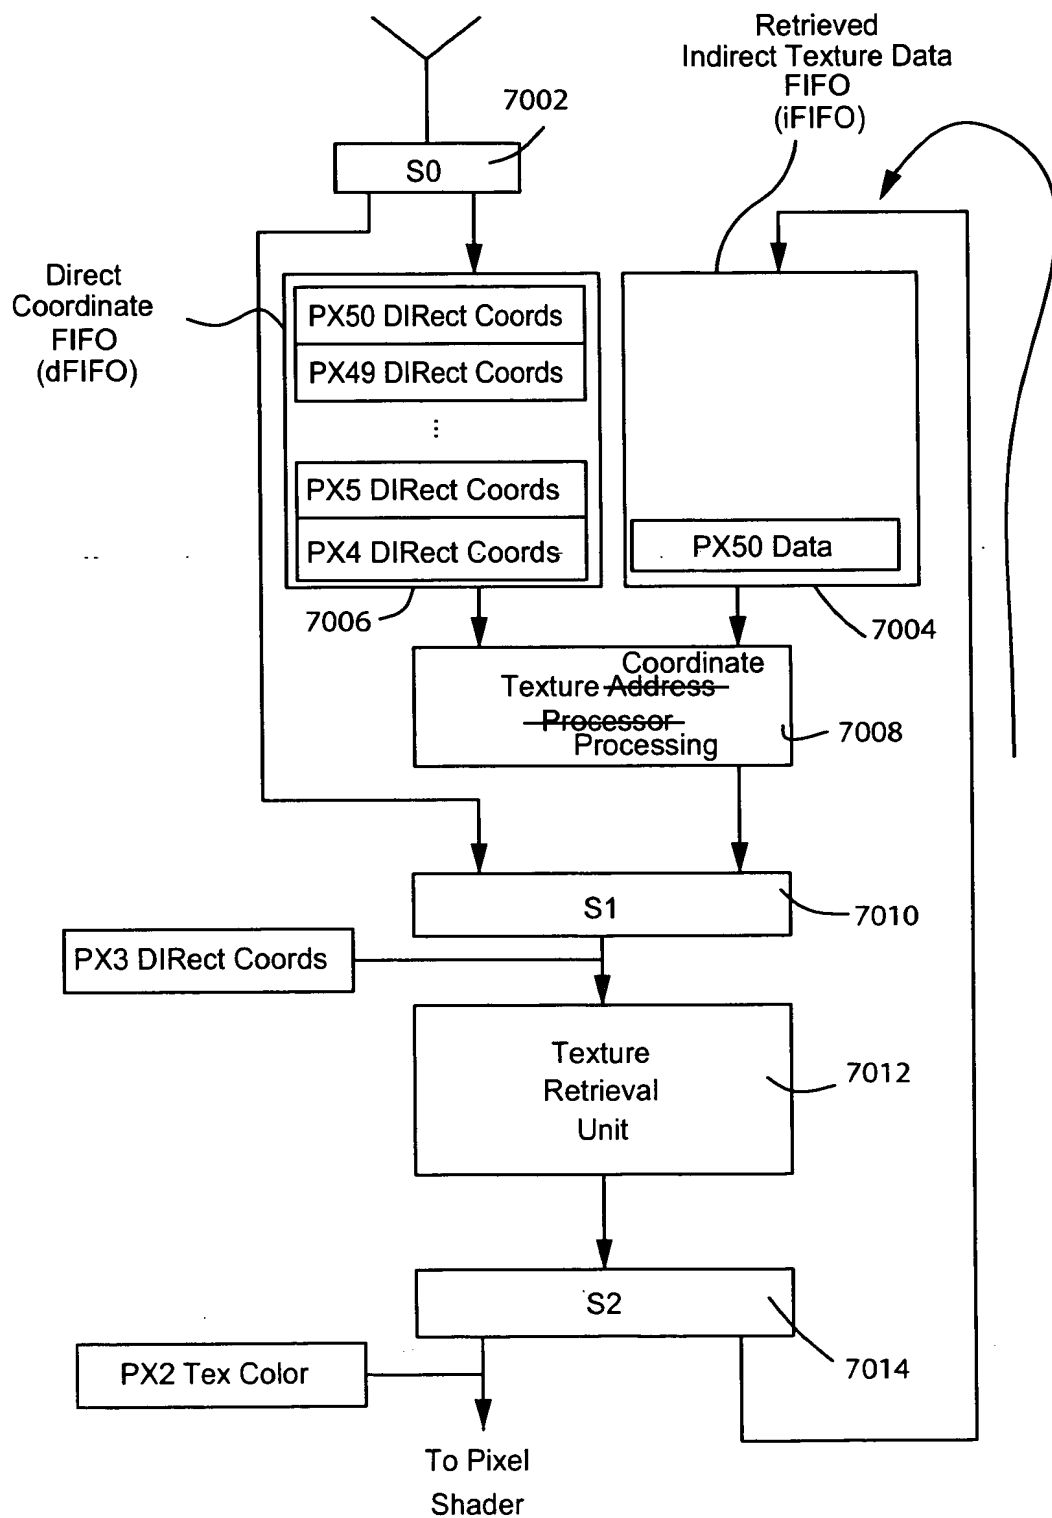 Retrieved
Indirect Texture Data
FIFO
(iFIFO)
7002
S0
Direct
Coordinate
FIFO
(dFIFO)
PX50 DIRect Coords
PX49 DIRect Coords
...
PX5 DIRect Coords
PX4 DIRect Coords
PX50 Data
7006
7004
Coordinate
Texture Address
Processor
Processing
7008
S1
7010
PX3 DIRect Coords
Texture
Retrieval
Unit
7012
S2
7014
PX2 Tex Color
To Pixel
Shader